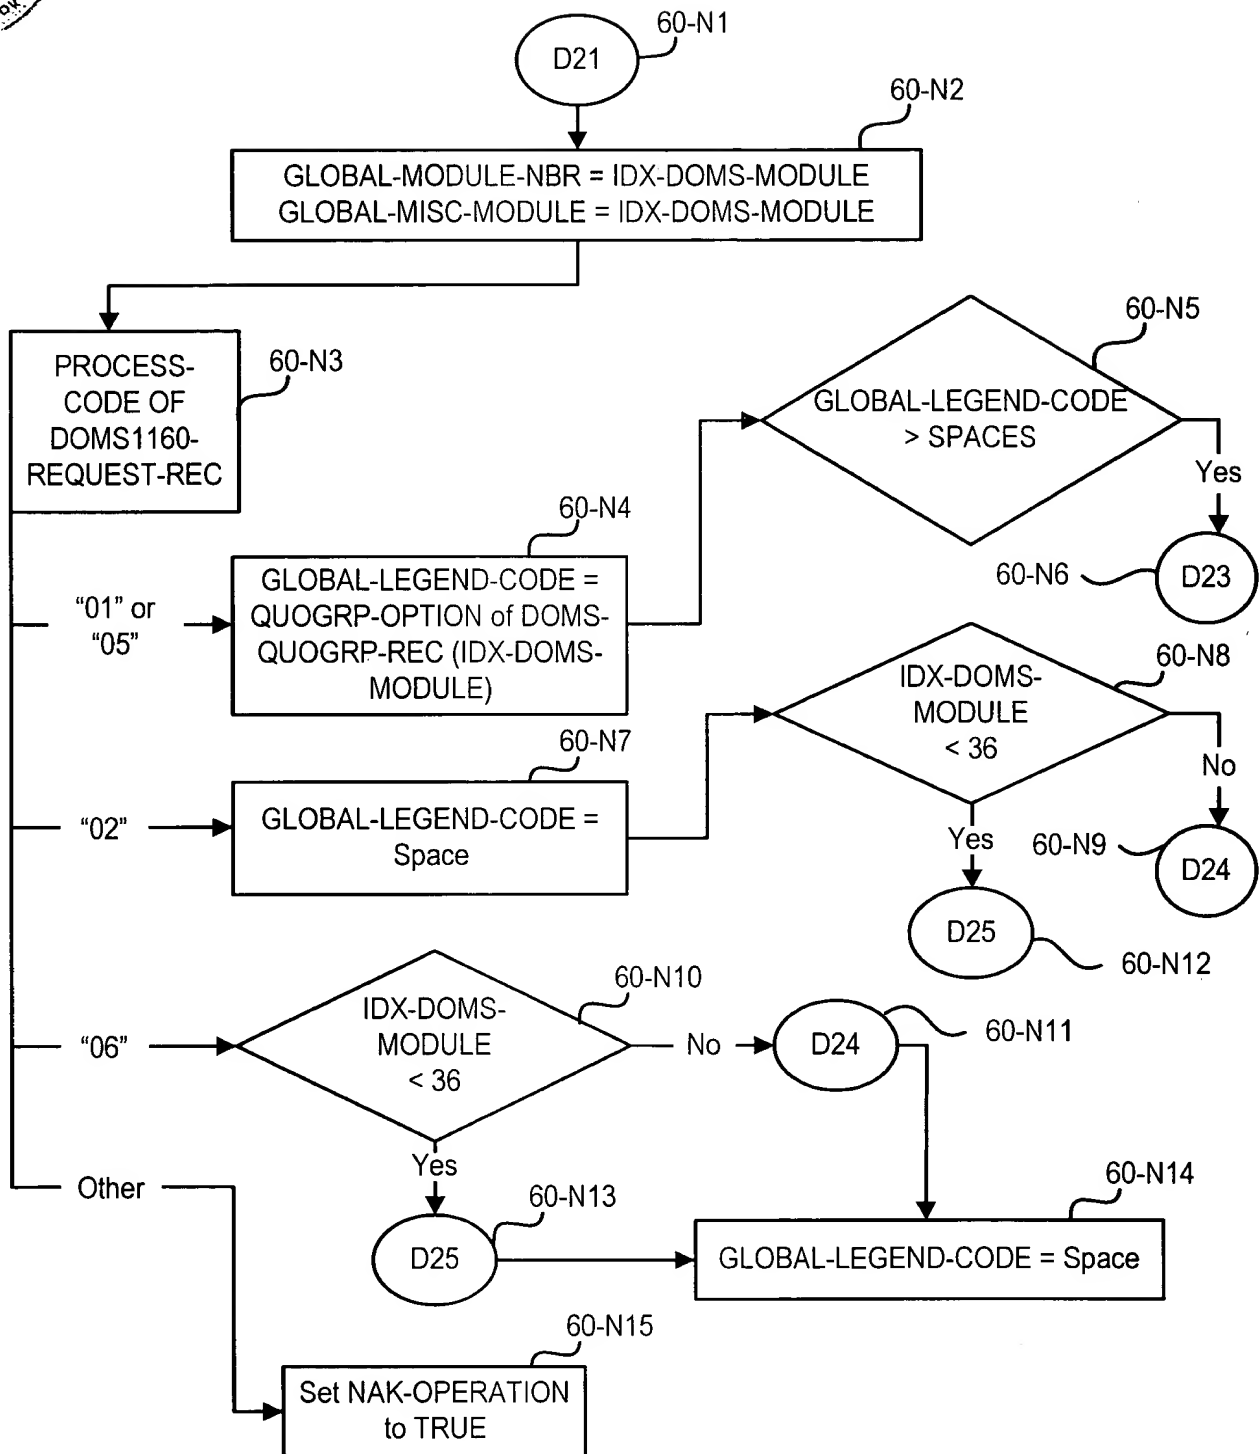 60-N1
D21
60-N2
GLOBAL-MODULE-NBR = IDX-DOMS-MODULE
GLOBAL-MISC-MODULE = IDX-DOMS-MODULE
60-N3
PROCESS-
CODE OF
DOMS1160-
REQUEST-REC
60-N5
GLOBAL-LEGEND-CODE
> SPACES
Yes
60-N6
D23
60-N4
GLOBAL-LEGEND-CODE =
QUOGRP-OPTION of DOMS-
QUOGRP-REC (IDX-DOMS-
MODULE)
“01” or
“05”
60-N8
IDX-DOMS-
MODULE
< 36
No
60-N9
D24
Yes
D25
60-N12
60-N7
“02”
GLOBAL-LEGEND-CODE =
Space
60-N10
“06”
IDX-DOMS-
MODULE
< 36
No
D24
60-N11
Yes
60-N13
D25
60-N14
GLOBAL-LEGEND-CODE = Space
Other
60-N15
Set NAK-OPERATION
to TRUE